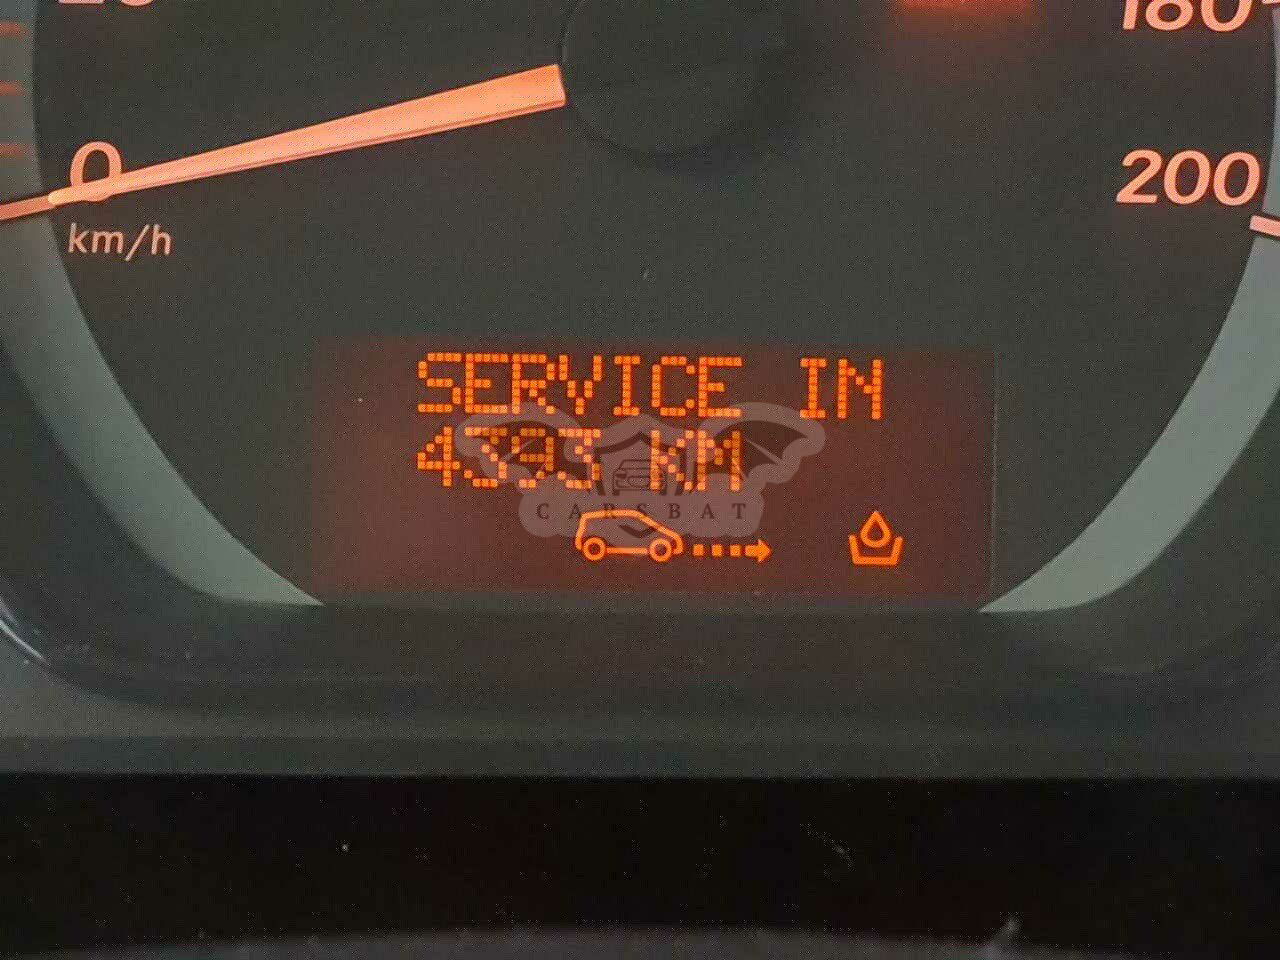 180
0
200
km/h
SERVICE IN
4393 KM
CARSBAT